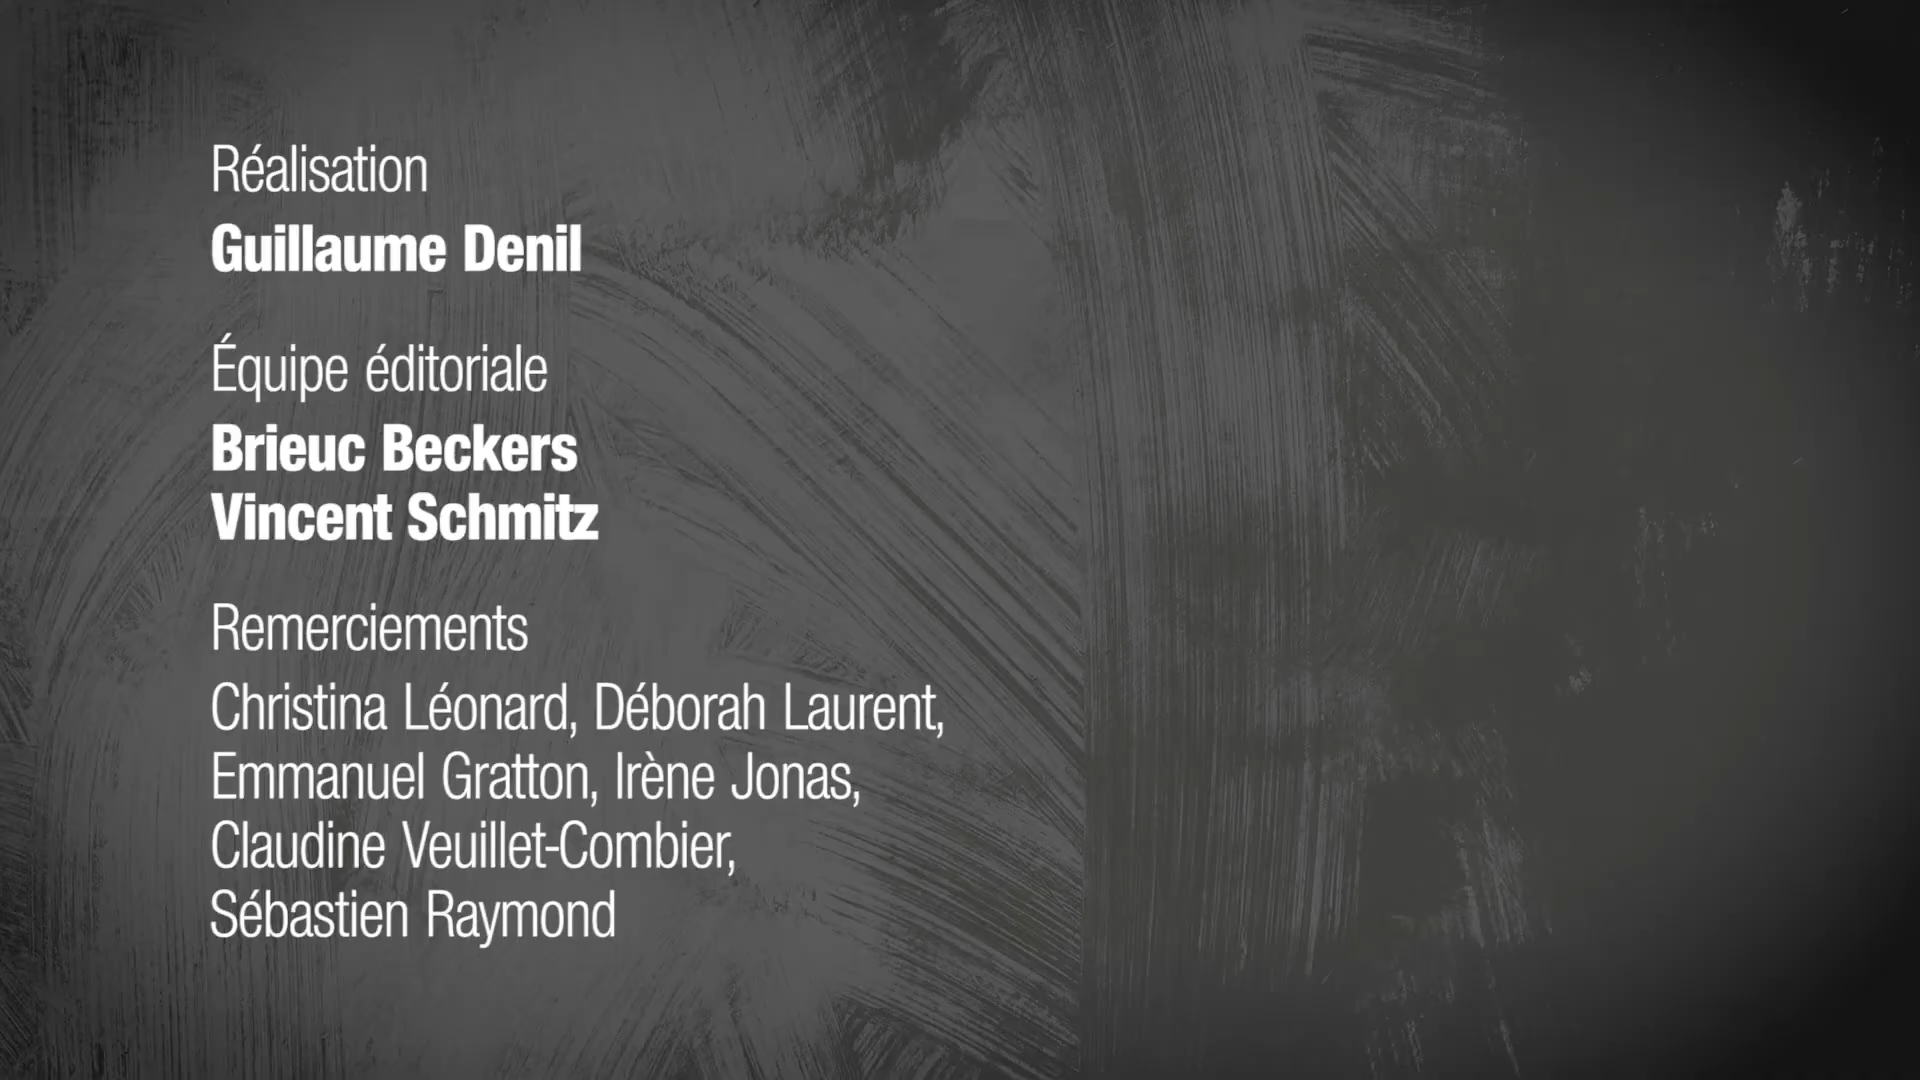 Réalisation
Guillaume Denil
Équipe éditoriale
Brieuc Beckers
Vincent Schmitz
Remerciements
Christina Léonard, Déborah Laurent,
Emmanuel Gratton, Irène Jonas,
Claudine Veuillet-Combier,
Sébastien Raymond